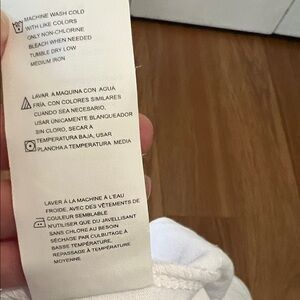 MACHINE WASH COLD
WITH LIKE COLORS
ONLY NON-CHLORINE
BLEACH WHEN NEEDED
TUMBLE DRY LOW
MEDIUM IRON
LAVAR A MAQUINA CON AGUA
FRÍA, CON COLORES SIMILARES
CUANDO SEA NECESARIO,
USAR ÚNICAMENTE BLANQUEADOR
SIN CLORO, SECAR A
TEMPERATURA BAJA, USAR
PLANCHA A TEMPERATURA MEDIA
LAVER À LA MACHINE À L'EAU
FROIDE, AVEC DES VÊTEMENTS DE
COULEUR SEMBLABLE
N'UTILISER QUE DU JAVELLISANT
SANS CHLORE AU BESOIN
SÉCHAGE PAR CULBUTAGE À
BASSE TEMPÉRATURE,
REPASSAGE À TEMPÉRATURE
MOYENNE.